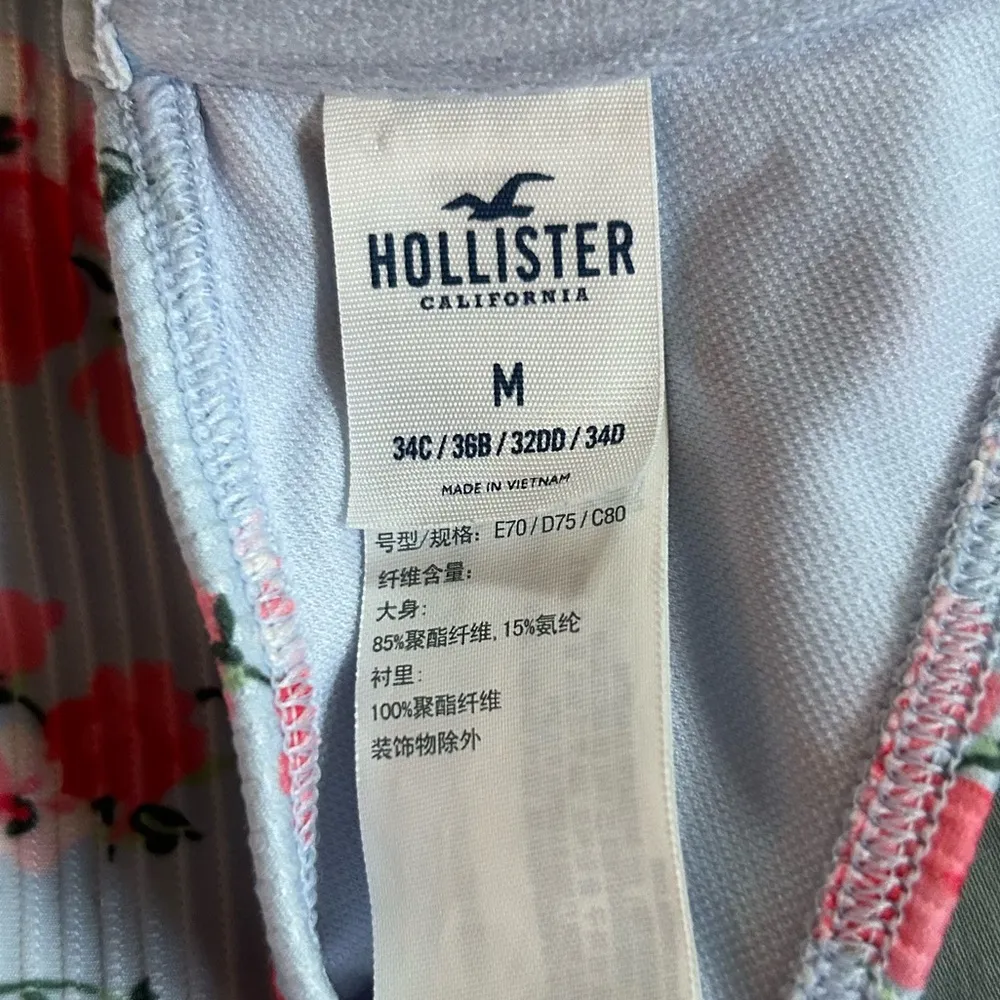 HOLLISTER
CALIFORNIA
M
34C / 36B / 32DD / 34D
MADE IN VIETNAM
号型/规格: E70 / D75 / C80
纤维含量:
大身:
85%聚酯纤维, 15%氨纶
衬里:
100%聚酯纤维
装饰物除外